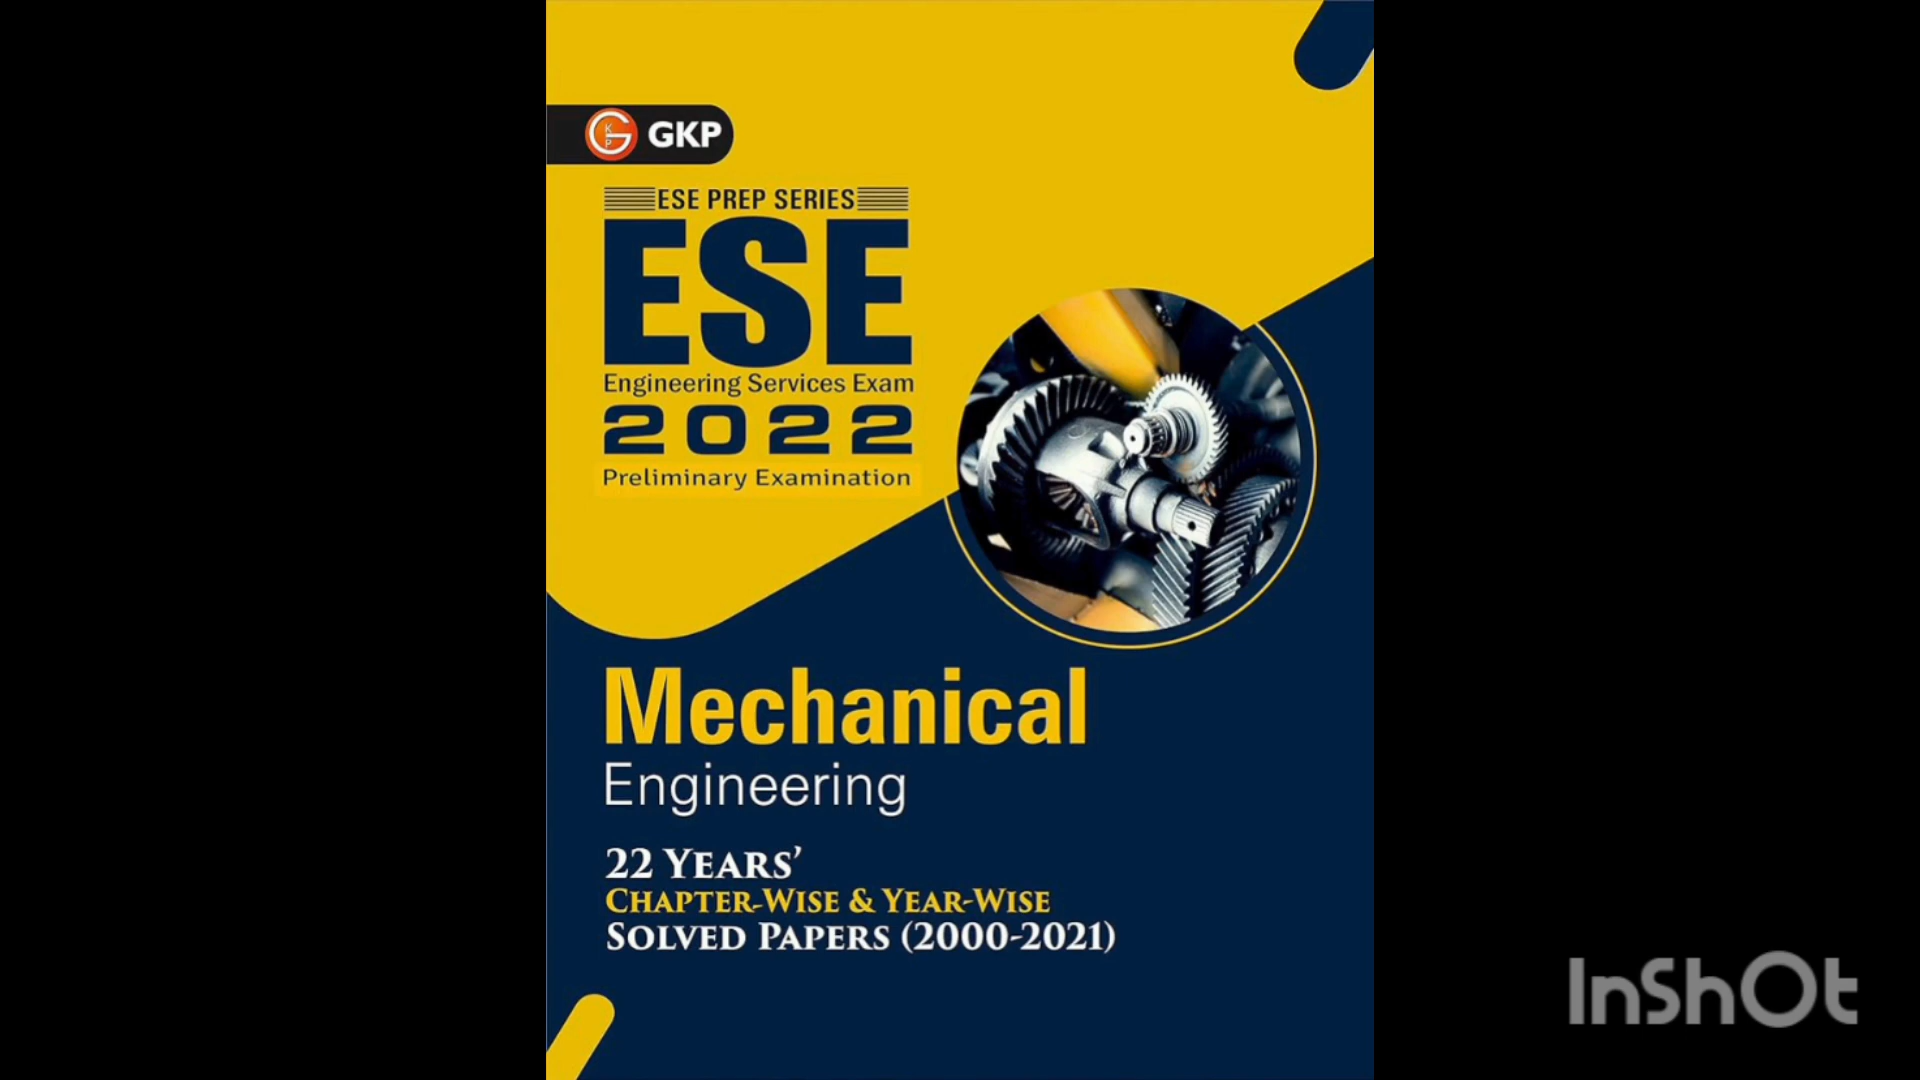 GKP
ESE PREP SERIES
ESE
Engineering Services Exam
2022
Preliminary Examination
Mechanical
Engineering
22 YEARS’
CHAPTER-WISE & YEAR-WISE
SOLVED PAPERS (2000-2021)
InShOt